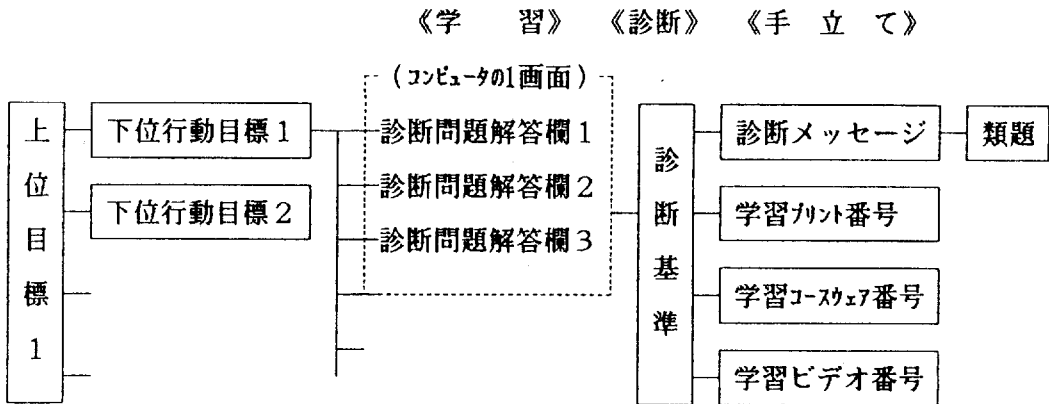 《学　習》　《診断》　《手　立　て》
(コンピュータの1画面)
上位目標1
下位行動目標1
下位行動目標2
診断問題解答欄1
診断問題解答欄2
診断問題解答欄3
診断基準
診断メッセージ
類題
学習プリント番号
学習コースウェア番号
学習ビデオ番号